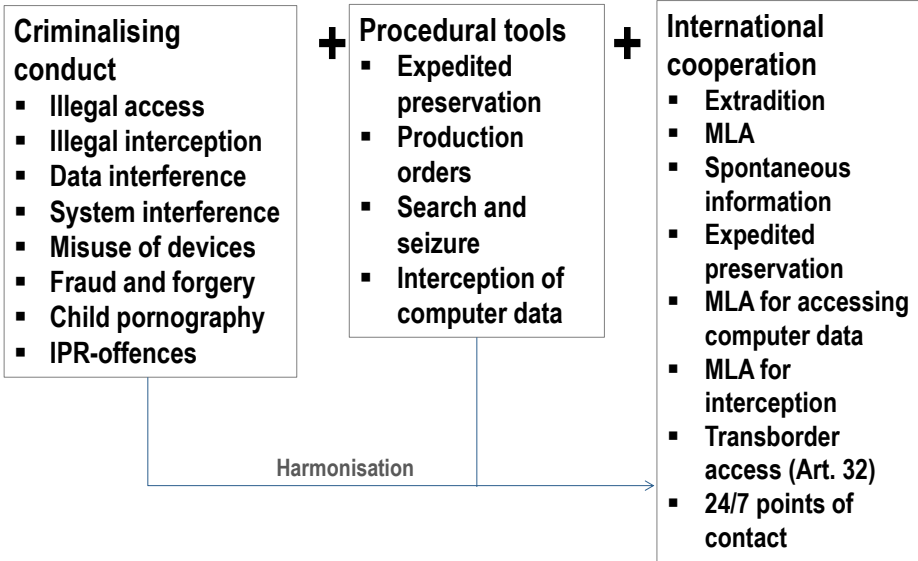 Criminalising
conduct
▪ Illegal access
▪ Illegal interception
▪ Data interference
▪ System interference
▪ Misuse of devices
▪ Fraud and forgery
▪ Child pornography
▪ IPR-offences
+
Procedural tools
▪ Expedited
preservation
▪ Production
orders
▪ Search and
seizure
▪ Interception of
computer data
+
International
cooperation
▪ Extradition
▪ MLA
▪ Spontaneous
information
▪ Expedited
preservation
▪ MLA for accessing
computer data
▪ MLA for
interception
▪ Transborder
access (Art. 32)
▪ 24/7 points of
contact
Harmonisation